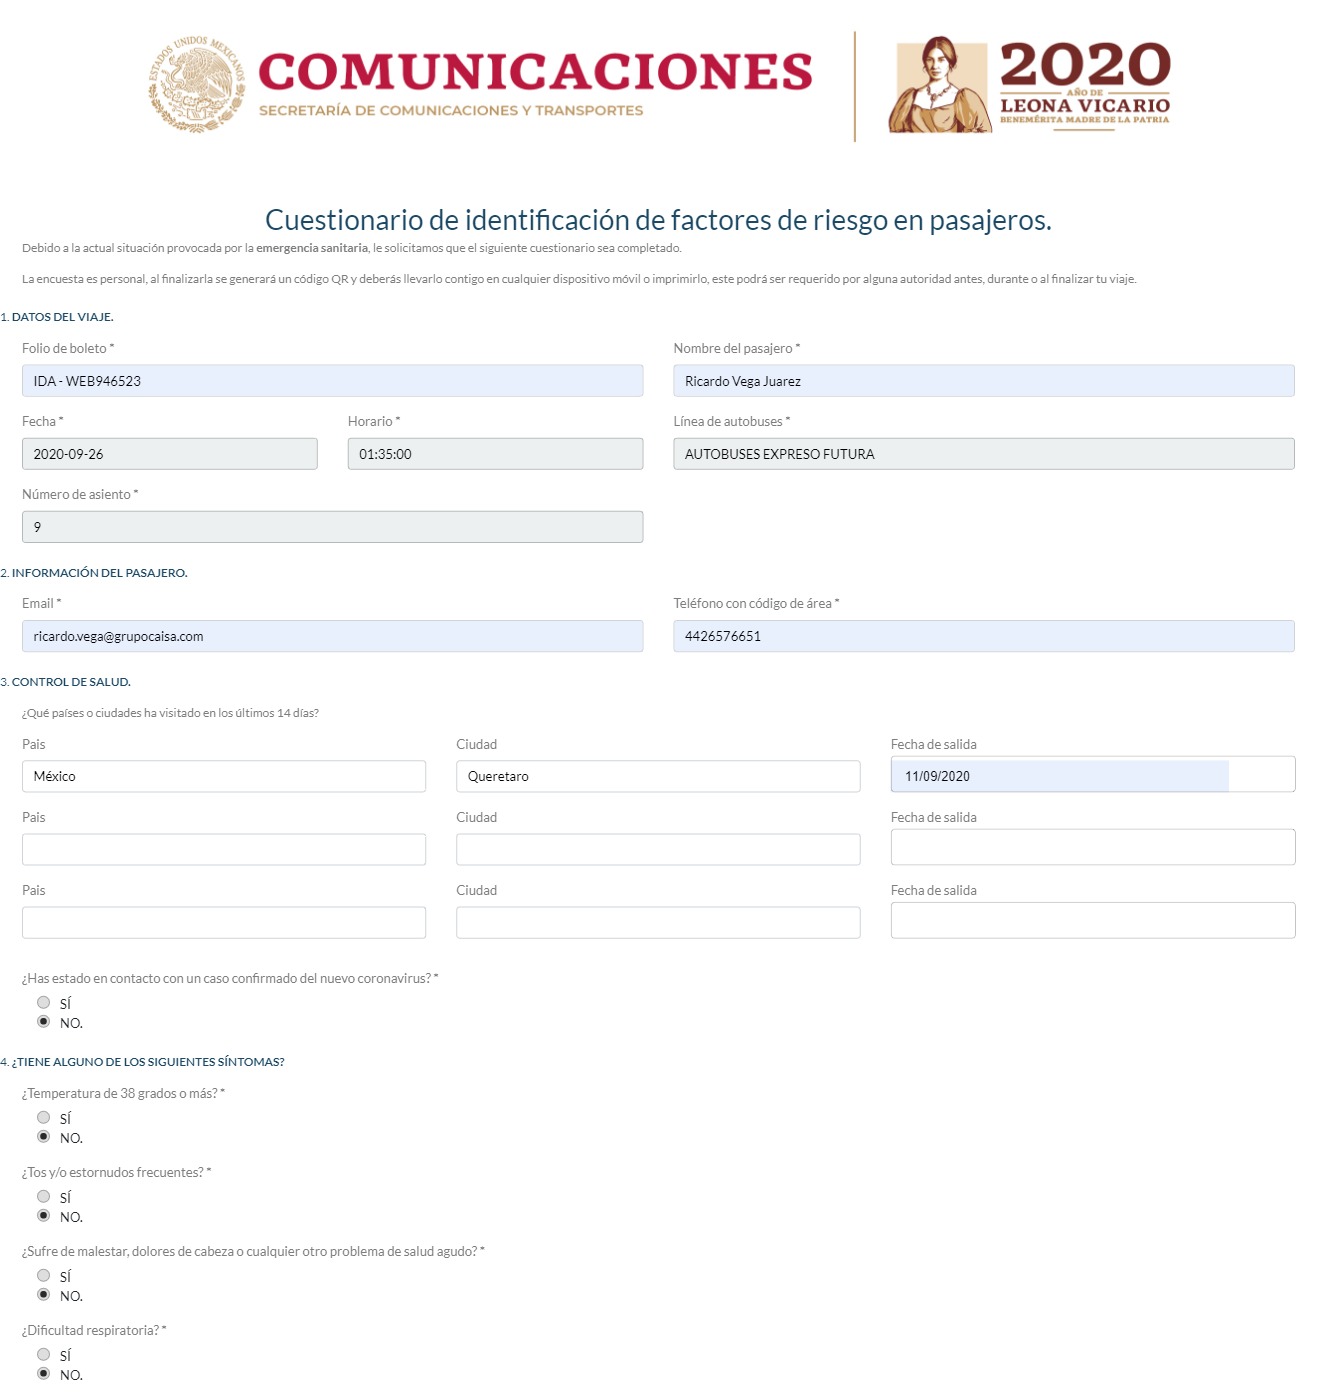 ESTADOS UNIDOS MEXICANOS
COMUNICACIONES
SECRETARÍA DE COMUNICACIONES Y TRANSPORTES
2020
AÑO DE
LEONA VICARIO
BENEMÉRITA MADRE DE LA PATRIA
Cuestionario de identificación de factores de riesgo en pasajeros.
Debido a la actual situación provocada por la emergencia sanitaria, le solicitamos que el siguiente cuestionario sea completado.
La encuesta es personal, al finalizarla se generará un código QR y deberás llevarlo contigo en cualquier dispositivo móvil o imprimirlo, este podrá ser requerido por alguna autoridad antes, durante o al finalizar tu viaje.
1. DATOS DEL VIAJE.
Folio de boleto * Nombre del pasajero *
IDA - WEB946523 Ricardo Vega Juarez
Fecha * Horario * Línea de autobuses *
2020-09-26 01:35:00 AUTOBUSES EXPRESO FUTURA
Número de asiento *
9
2. INFORMACIÓN DEL PASAJERO.
Email * Teléfono con código de área *
ricardo.vega@grupocaisa.com 4426576651
3. CONTROL DE SALUD.
¿Qué países o ciudades ha visitado en los últimos 14 días?
Pais Ciudad Fecha de salida
México Queretaro 11/09/2020
Pais Ciudad Fecha de salida
Pais Ciudad Fecha de salida
¿Has estado en contacto con un caso confirmado del nuevo coronavirus? *
SÍ
NO.
4. ¿TIENE ALGUNO DE LOS SIGUIENTES SÍNTOMAS?
¿Temperatura de 38 grados o más? *
SÍ
NO.
¿Tos y/o estornudos frecuentes? *
SÍ
NO.
¿Sufre de malestar, dolores de cabeza o cualquier otro problema de salud agudo? *
SÍ
NO.
¿Dificultad respiratoria? *
SÍ
NO.